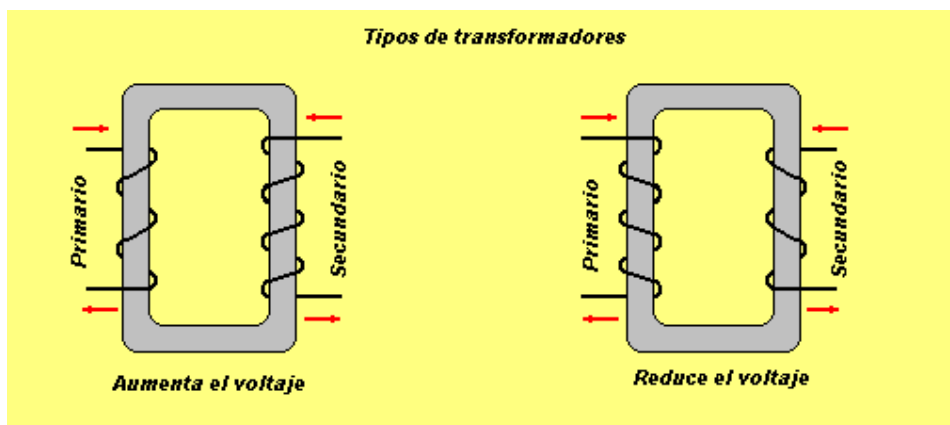 Tipos de transformadores
Primario
Secundario
Aumenta el voltaje
Primario
Secundario
Reduce el voltaje